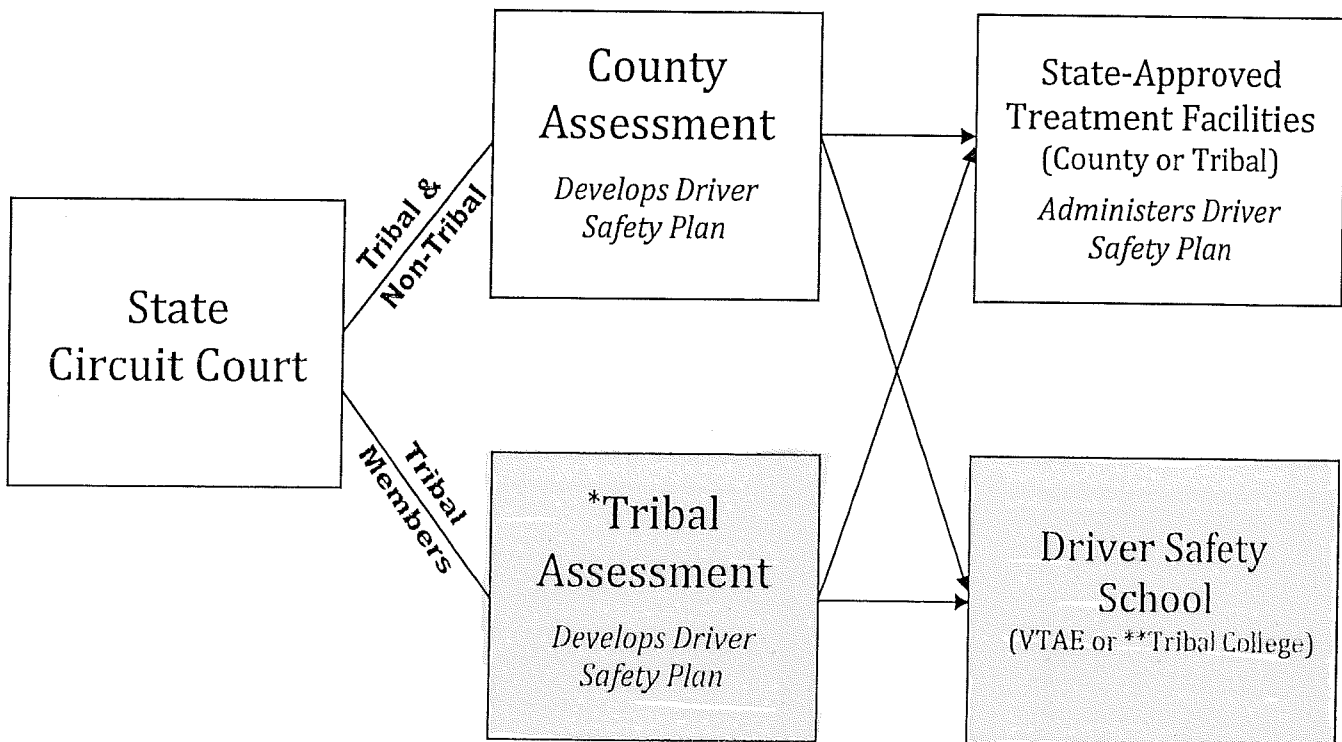 State
Circuit Court
Tribal &
Non-Tribal
Tribal
Members
County
Assessment
Develops Driver
Safety Plan
*Tribal
Assessment
Develops Driver
Safety Plan
State-Approved
Treatment Facilities
(County or Tribal)
Administers Driver
Safety Plan
Driver Safety
School
(VTAE or **Tribal College)